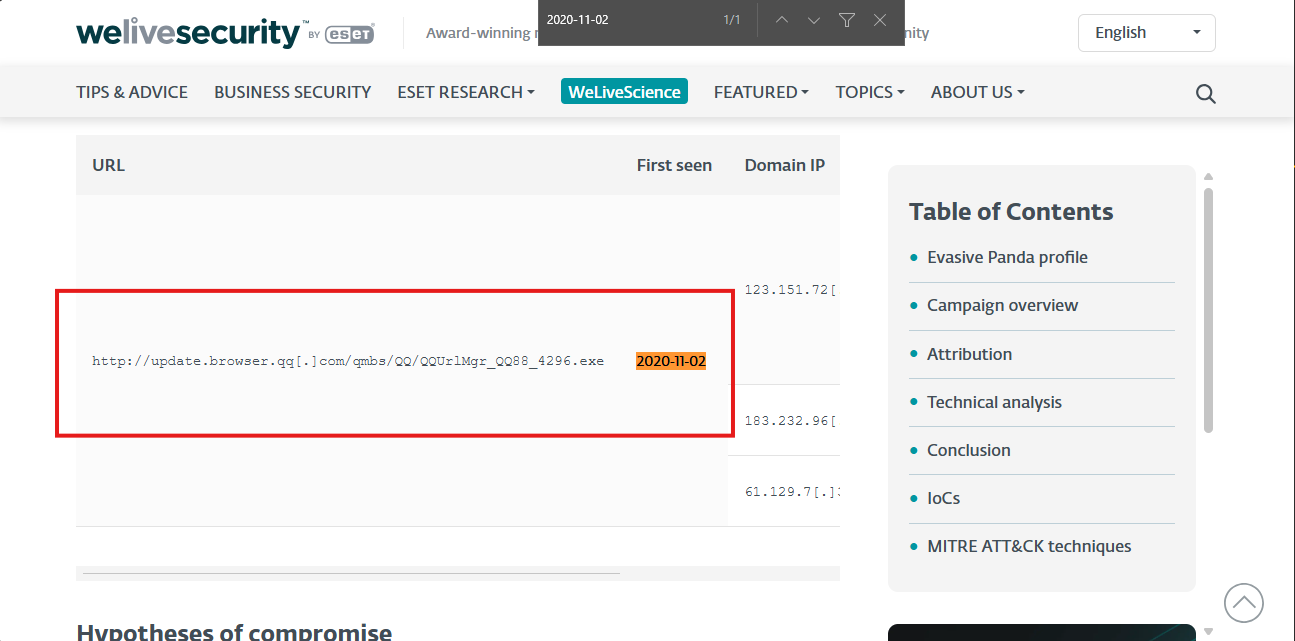 2020-11-02 1/1
welivesecurity™ BY eseT®
Award-winning
English
TIPS & ADVICE BUSINESS SECURITY ESET RESEARCH WeLiveScience FEATURED TOPICS ABOUT US
URL First seen Domain IP
123.151.72[
http://update.browser.qq[.]com/qmbs/QQ/QQUrlMgr_QQ88_4296.exe 2020-11-02
183.232.96[
61.129.7[.]
Hypotheses of compromise
Table of Contents
Evasive Panda profile
Campaign overview
Attribution
Technical analysis
Conclusion
IoCs
MITRE ATT&CK techniques